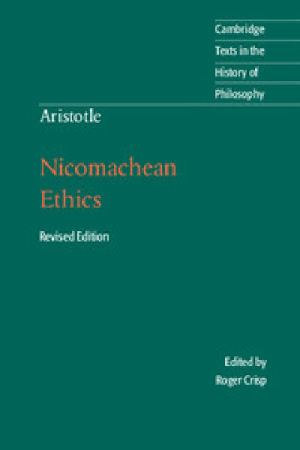 Cambridge
Texts in the
History of
Philosophy
Aristotle
Nicomachean
Ethics
Revised Edition
Edited by
Roger Crisp